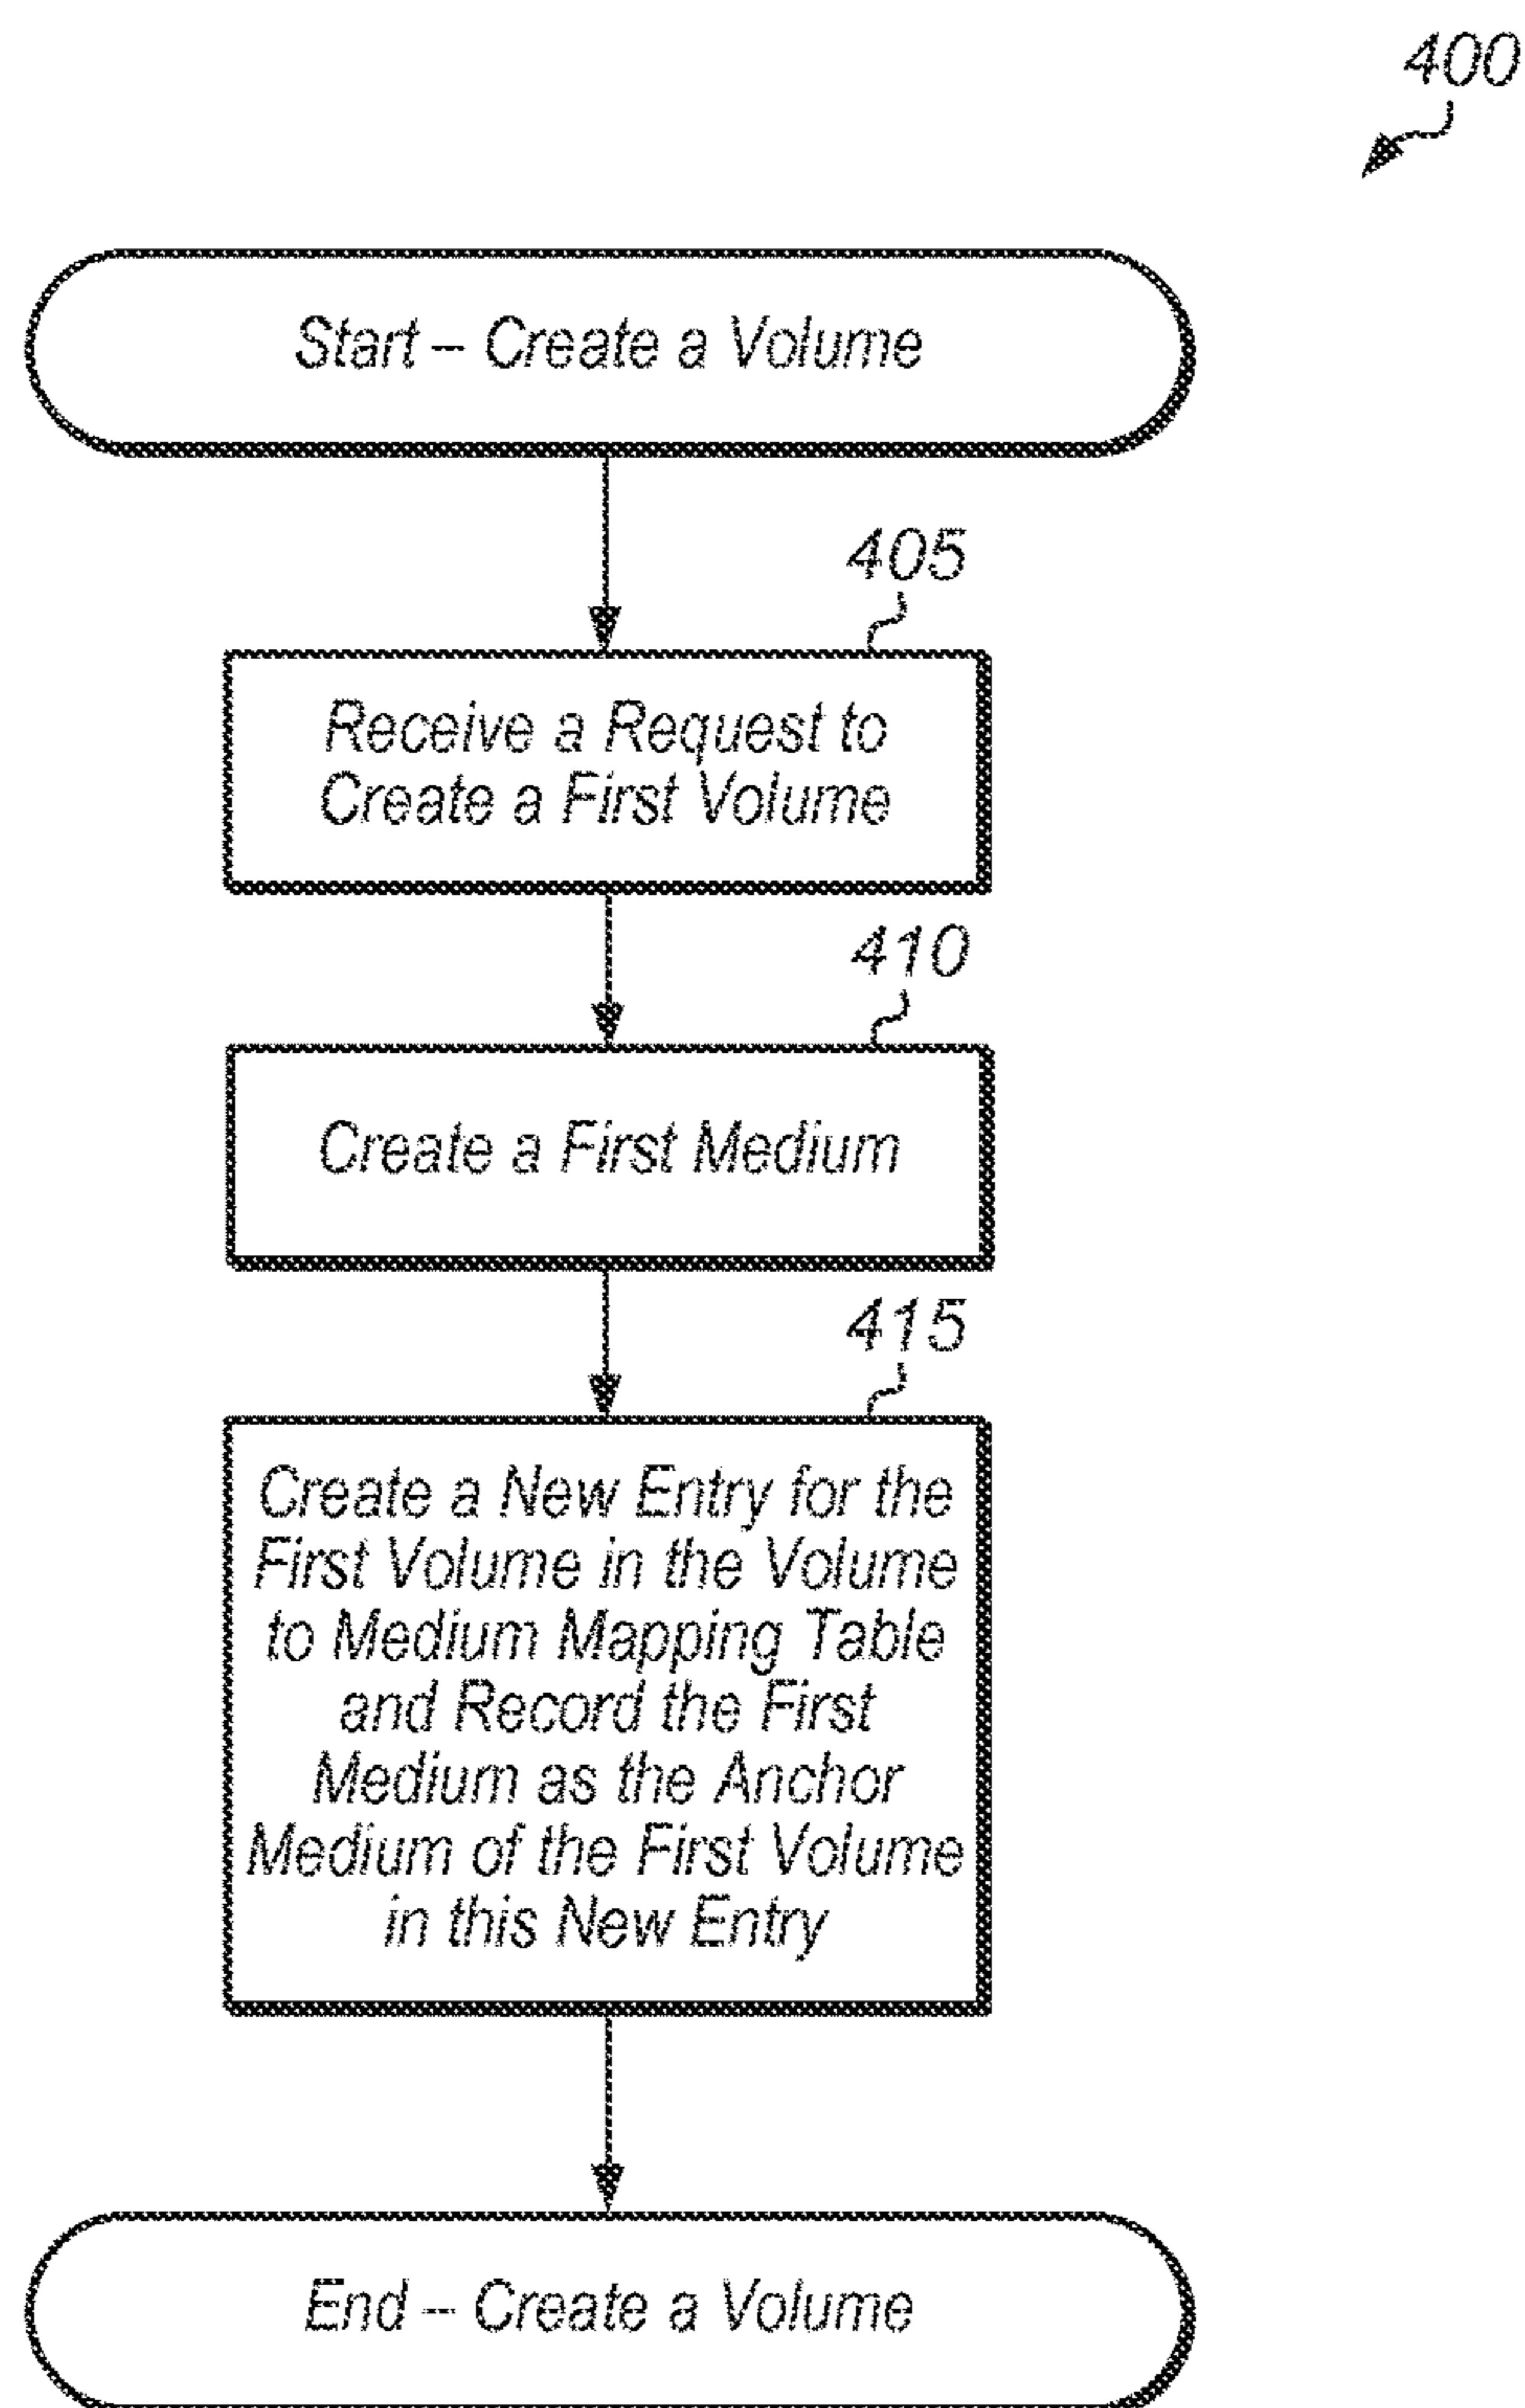 400
Start – Create a Volume
405
Receive a Request to
Create a First Volume
410
Create a First Medium
415
Create a New Entry for the
First Volume in the Volume
to Medium Mapping Table
and Record the First
Medium as the Anchor
Medium of the First Volume
in this New Entry
End – Create a Volume